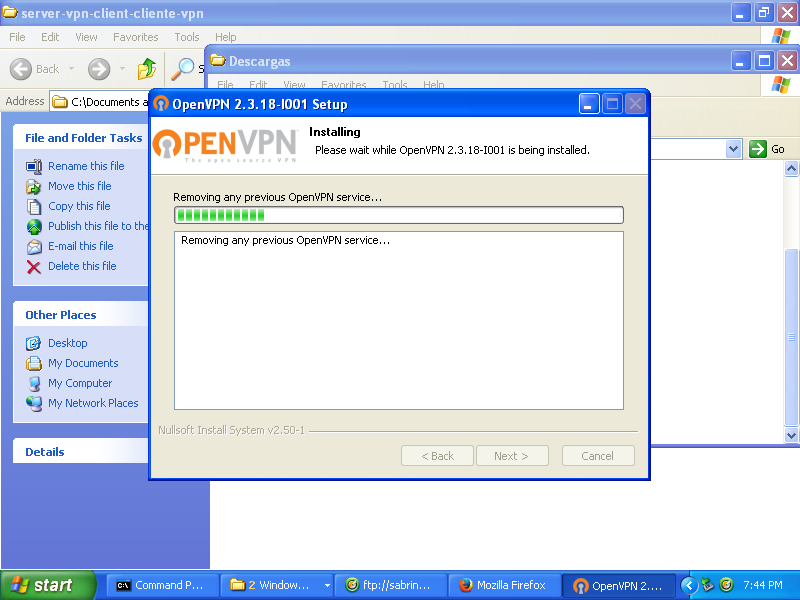 server-vpn-client-cliente-vpn
File Edit View Favorites Tools Help
Back
Address C:\Documents a
Descargas
File Edit View Favorites Tools Help
Go
File and Folder Tasks
Rename this file
Move this file
Copy this file
Publish this file to the
E-mail this file
Delete this file
Other Places
Desktop
My Documents
My Computer
My Network Places
Details
OpenVPN 2.3.18-I001 Setup
OPENVPN
The open source VPN
Installing
Please wait while OpenVPN 2.3.18-I001 is being installed.
Removing any previous OpenVPN service...
Removing any previous OpenVPN service...
Nullsoft Install System v2.50-1
< Back Next > Cancel
start Command P... 2 Window... ftp://sabrin... Mozilla Firefox OpenVPN 2.... 7:44 PM